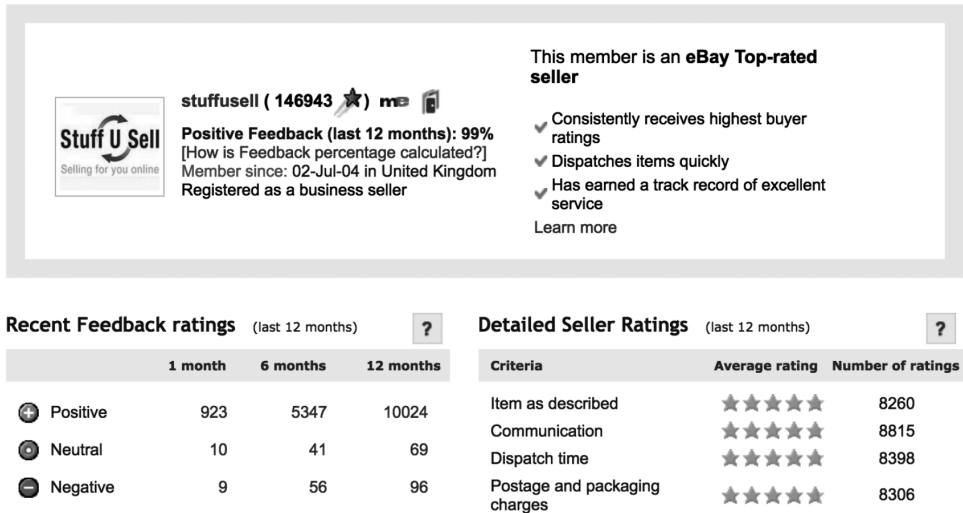 Stuff U Sell
Selling for you online
stuffusell ( 146943 ) me
Positive Feedback (last 12 months): 99%
[How is Feedback percentage calculated?]
Member since: 02-Jul-04 in United Kingdom
Registered as a business seller
This member is an eBay Top-rated
seller
Consistently receives highest buyer
ratings
Dispatches items quickly
Has earned a track record of excellent
service
Learn more
Recent Feedback ratings (last 12 months) ?
1 month 6 months 12 months
Positive 923 5347 10024
Neutral 10 41 69
Negative 9 56 96
Detailed Seller Ratings (last 12 months) ?
Criteria Average rating Number of ratings
Item as described 8260
Communication 8815
Dispatch time 8398
Postage and packaging
charges 8306